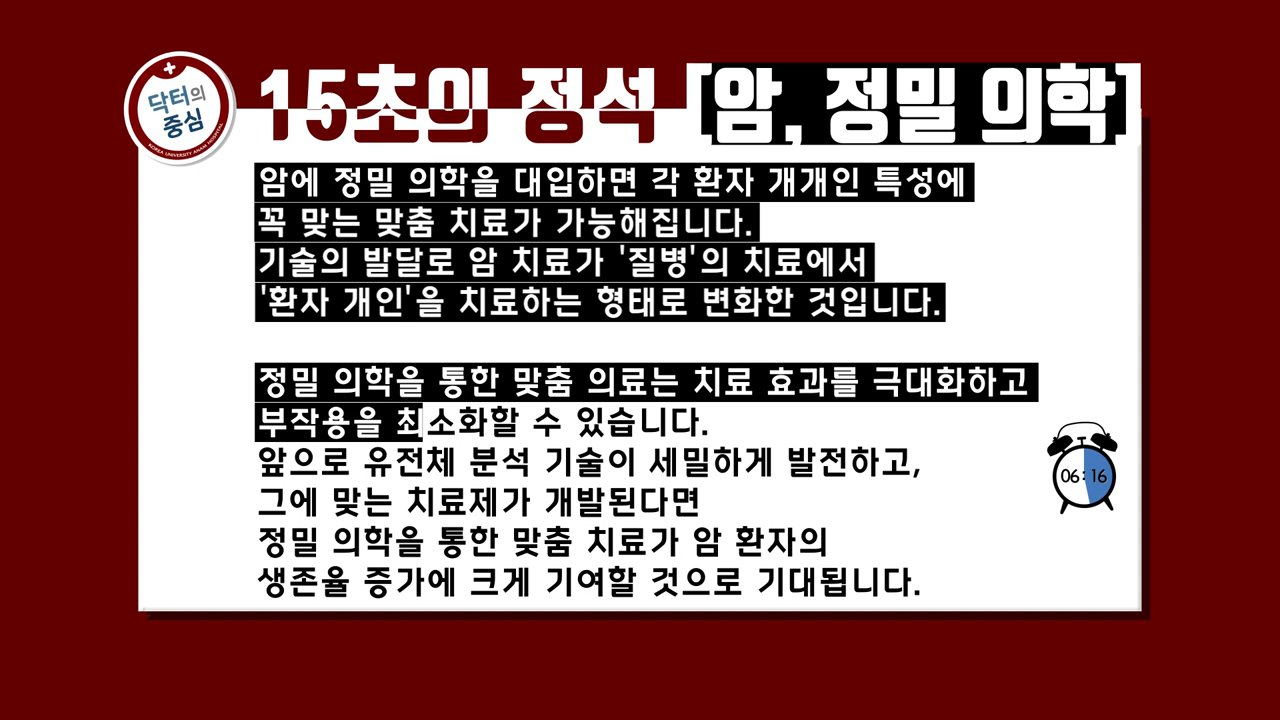 닥터의
중심
KOREA UNIVERSITY ANAM HOSPITAL
15초의 정석 [암, 정밀 의학]
암에 정밀 의학을 대입하면 각 환자 개개인 특성에
꼭 맞는 맞춤 치료가 가능해집니다.
기술의 발달로 암 치료가 '질병'의 치료에서
'환자 개인'을 치료하는 형태로 변화한 것입니다.
정밀 의학을 통한 맞춤 의료는 치료 효과를 극대화하고
부작용을 최소화할 수 있습니다.
앞으로 유전체 분석 기술이 세밀하게 발전하고,
그에 맞는 치료제가 개발된다면
정밀 의학을 통한 맞춤 치료가 암 환자의
생존율 증가에 크게 기여할 것으로 기대됩니다.
06:16